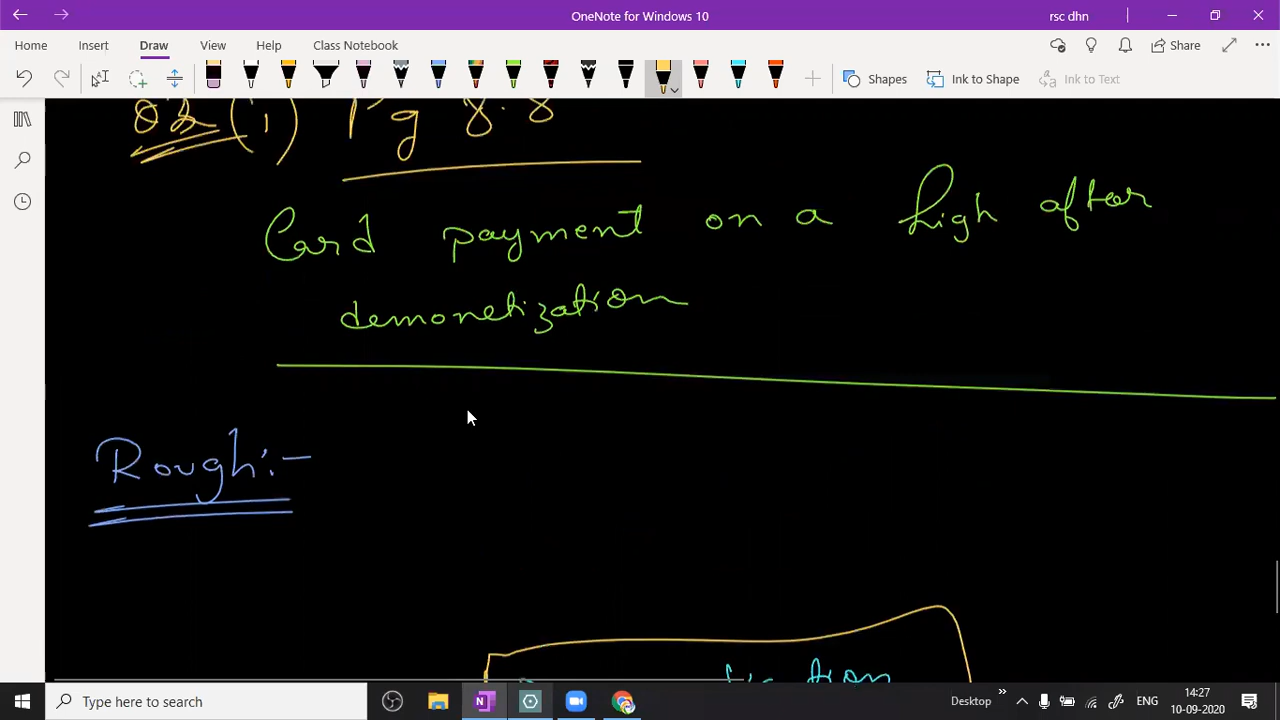 OneNote for Windows 10
rsc dhn
Home Insert Draw View Help Class Notebook
Share
Shapes Ink to Shape Ink to Text
(i) Pg 8.8
Card payment on a high after
demonetization
Rough:-
Type here to search
Desktop
ENG
14:27
10-09-2020